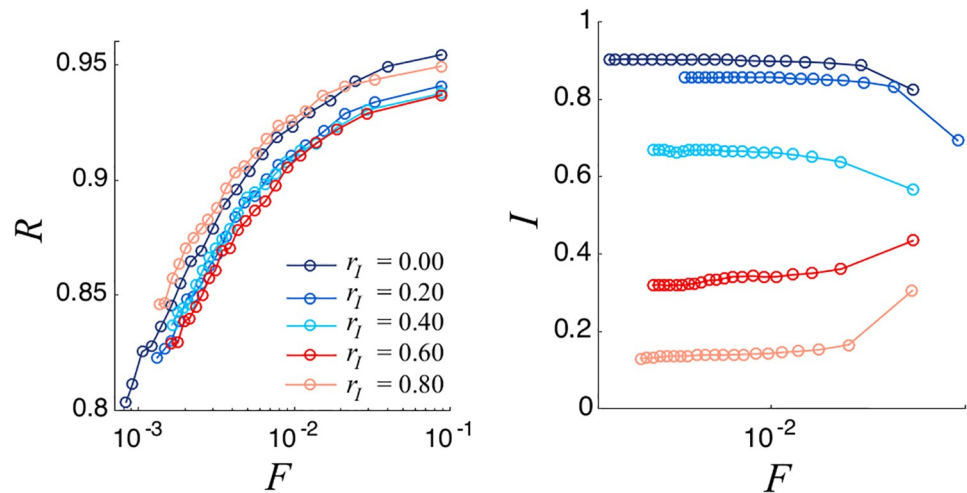 0.95
0.9
0.85
0.8
R
10⁻³
10⁻²
10⁻¹
F
r_I = 0.00
r_I = 0.20
r_I = 0.40
r_I = 0.60
r_I = 0.80
1
0.8
0.6
0.4
0.2
0
I
10⁻²
F